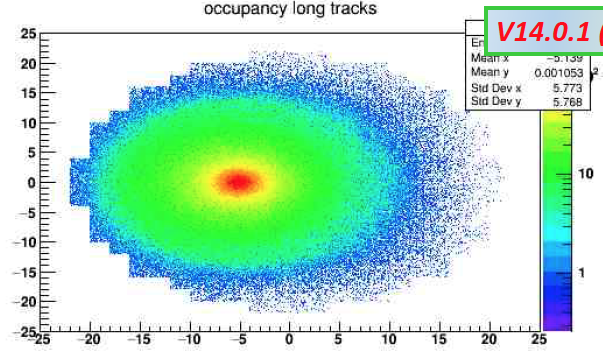 occupancy long tracks
V14.0.1 (
En
Mean x −5.139
Mean y 0.001053
Std Dev x 5.773
Std Dev y 5.768
2
25
20
15
10
5
0
−5
−10
−15
−20
−25
10
1
−25 −20 −15 −10 −5 0 5 10 15 20 25